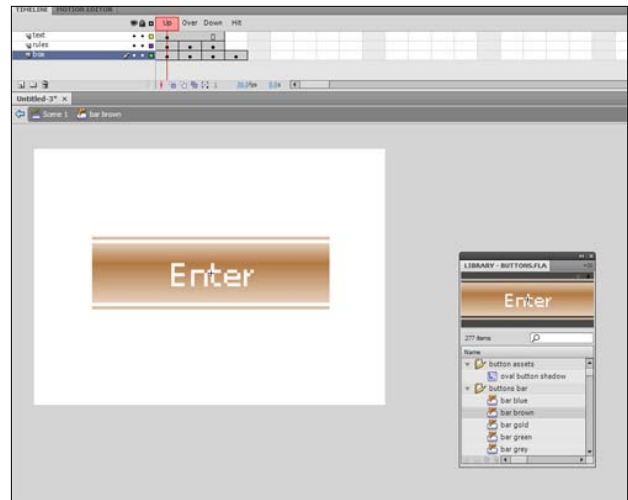 TIMELINE MOTION EDITOR
Up Over Down Hit
text
rules
box
1
Untitled-3* ×
Scene 1 bar brown
Enter
LIBRARY - BUTTONS.FLA
Enter
277 items
Name
button assets
oval button shadow
buttons bar
bar blue
bar brown
bar gold
bar green
bar grey